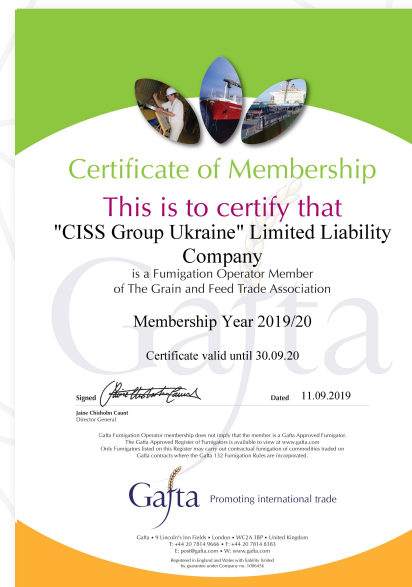 Certificate of Membership
This is to certify that
"CISS Group Ukraine" Limited Liability
Company
is a Fumigation Operator Member
of The Grain and Feed Trade Association
Membership Year 2019/20
Certificate valid until 30.09.20
Signed
Dated 11.09.2019
Jaine Chisholm Caunt
Director General
Gafta Fumigation Operator membership does not imply that the member is a Gafta Approved Fumigator.
The Gafta Approved Register of Fumigators is available to view at www.gafta.com
Only Fumigators listed on this Register may carry out contractual fumigation of commodities traded on
Gafta contracts where the Gafta 132 Fumigation Rules are incorporated.
Gafta Promoting international trade
Gafta • 9 Lincoln's Inn Fields • London • WC2A 3BP • United Kingdom
T: +44 20 7814 9666 • F: +44 20 7814 8383
E: post@gafta.com • W: www.gafta.com
Registered in England and Wales with liability limited
by guarantee under Company no. 1006456